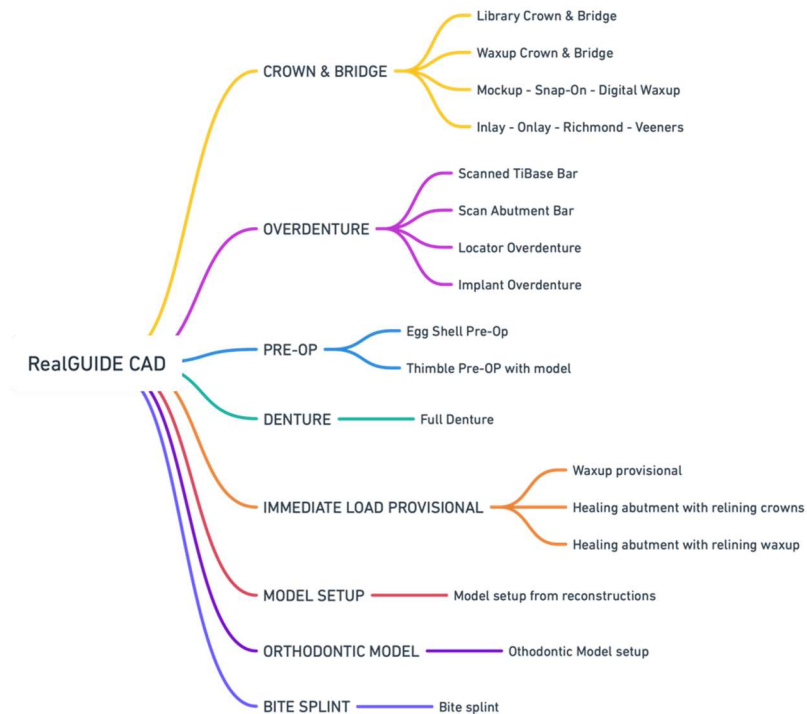 RealGUIDE CAD
CROWN & BRIDGE
Library Crown & Bridge
Waxup Crown & Bridge
Mockup - Snap-On - Digital Waxup
Inlay - Onlay - Richmond - Veeners
OVERDENTURE
Scanned TiBase Bar
Scan Abutment Bar
Locator Overdenture
Implant Overdenture
PRE-OP
Egg Shell Pre-Op
Thimble Pre-OP with model
DENTURE
Full Denture
IMMEDIATE LOAD PROVISIONAL
Waxup provisional
Healing abutment with relining crowns
Healing abutment with relining waxup
MODEL SETUP
Model setup from reconstructions
ORTHODONTIC MODEL
Othodontic Model setup
BITE SPLINT
Bite splint